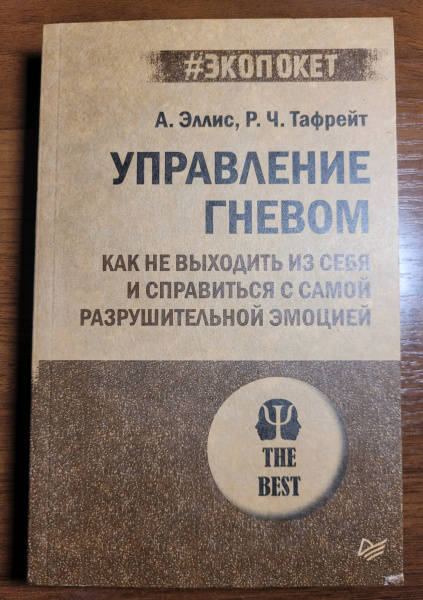 #ЭКОПОКЕТ
А. Эллис, Р. Ч. Тафрейт
УПРАВЛЕНИЕ
ГНЕВОМ
КАК НЕ ВЫХОДИТЬ ИЗ СЕБЯ
И СПРАВИТЬСЯ С САМОЙ
РАЗРУШИТЕЛЬНОЙ ЭМОЦИЕЙ
Ψ
THE
BEST